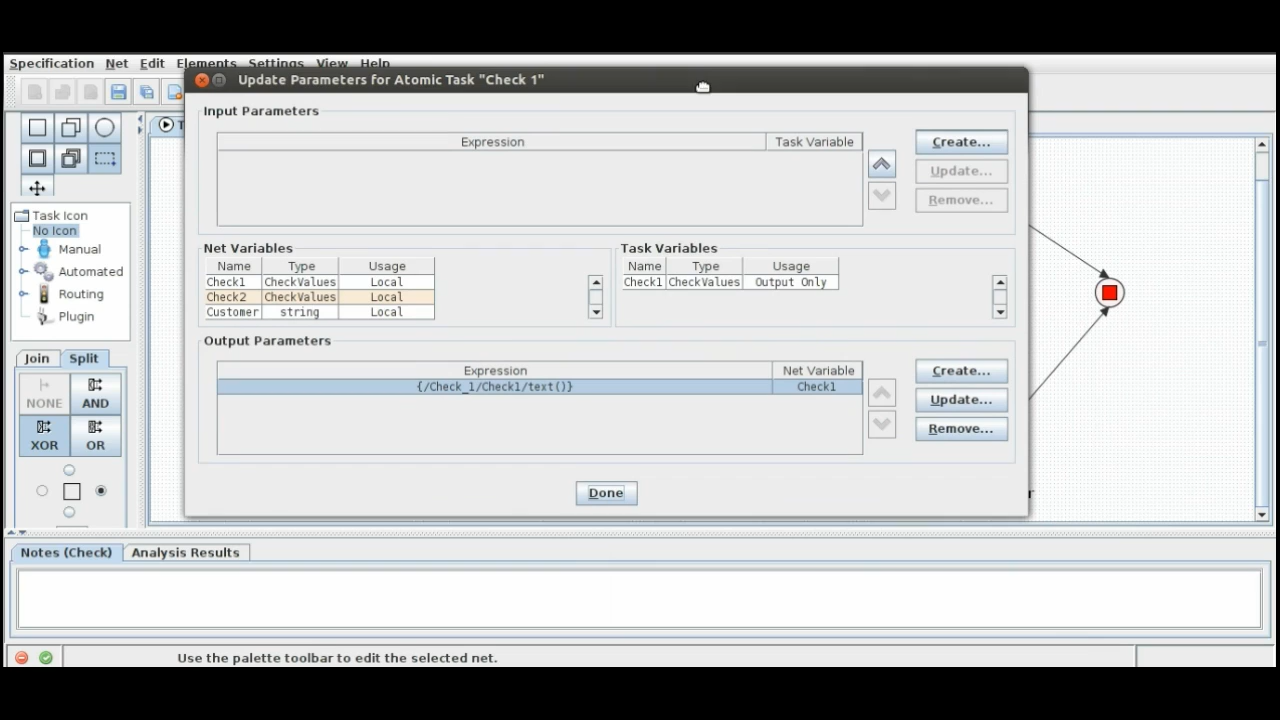 Specification Net Edit Elements Settings View Help
Update Parameters for Atomic Task "Check 1"
Input Parameters
Expression Task Variable
Create...
Update...
Remove...
Net Variables
Name Type Usage
Check1 CheckValues Local
Check2 CheckValues Local
Customer string Local
Task Variables
Name Type Usage
Check1 CheckValues Output Only
Output Parameters
Expression Net Variable
{/Check_1/Check1/text()} Check1
Create...
Update...
Remove...
Done
Task Icon
No Icon
Manual
Automated
Routing
Plugin
Join Split
NONE AND
XOR OR
Notes (Check) Analysis Results
Use the palette toolbar to edit the selected net.